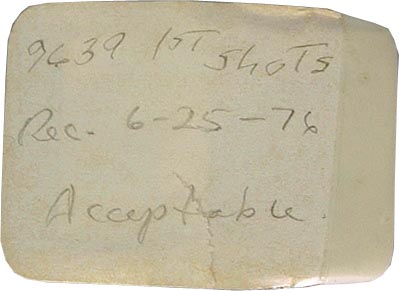 9639 1ST SHOTS
Rec. 6-25-76
Acceptable.